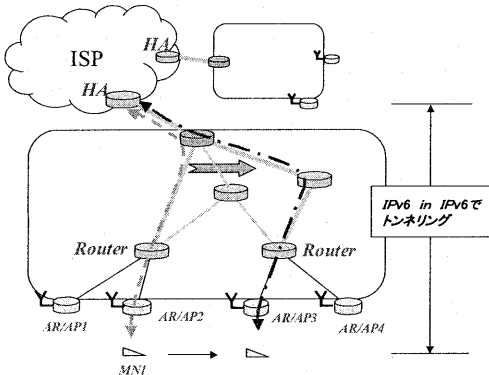 HA
ISP
HA
IPv6 in IPv6で
トンネリング
Router
Router
AR/AP1
AR/AP2
AR/AP3
AR/AP4
MN1